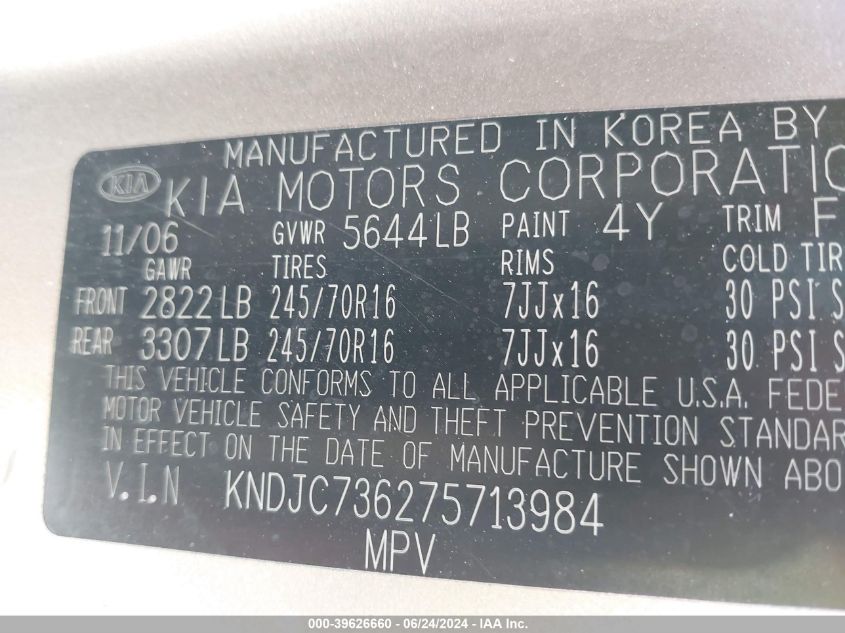 MANUFACTURED IN KOREA BY
KIA KIA MOTORS CORPORATIO
11/06 GVWR 5644LB PAINT 4Y TRIM F
GAWR TIRES RIMS COLD TIR
FRONT 2822LB 245/70R16 7JJx16 30 PSI S
REAR 3307LB 245/70R16 7JJx16 30 PSI S
THIS VEHICLE CONFORMS TO ALL APPLICABLE U.S.A. FEDE
MOTOR VEHICLE SAFETY AND THEFT PREVENTION STANDAR
IN EFFECT ON THE DATE OF MANUFACTURE SHOWN ABO
V.I.N KNDJC736275713984
MPV
000-39626660 - 06/24/2024 - IAA Inc.